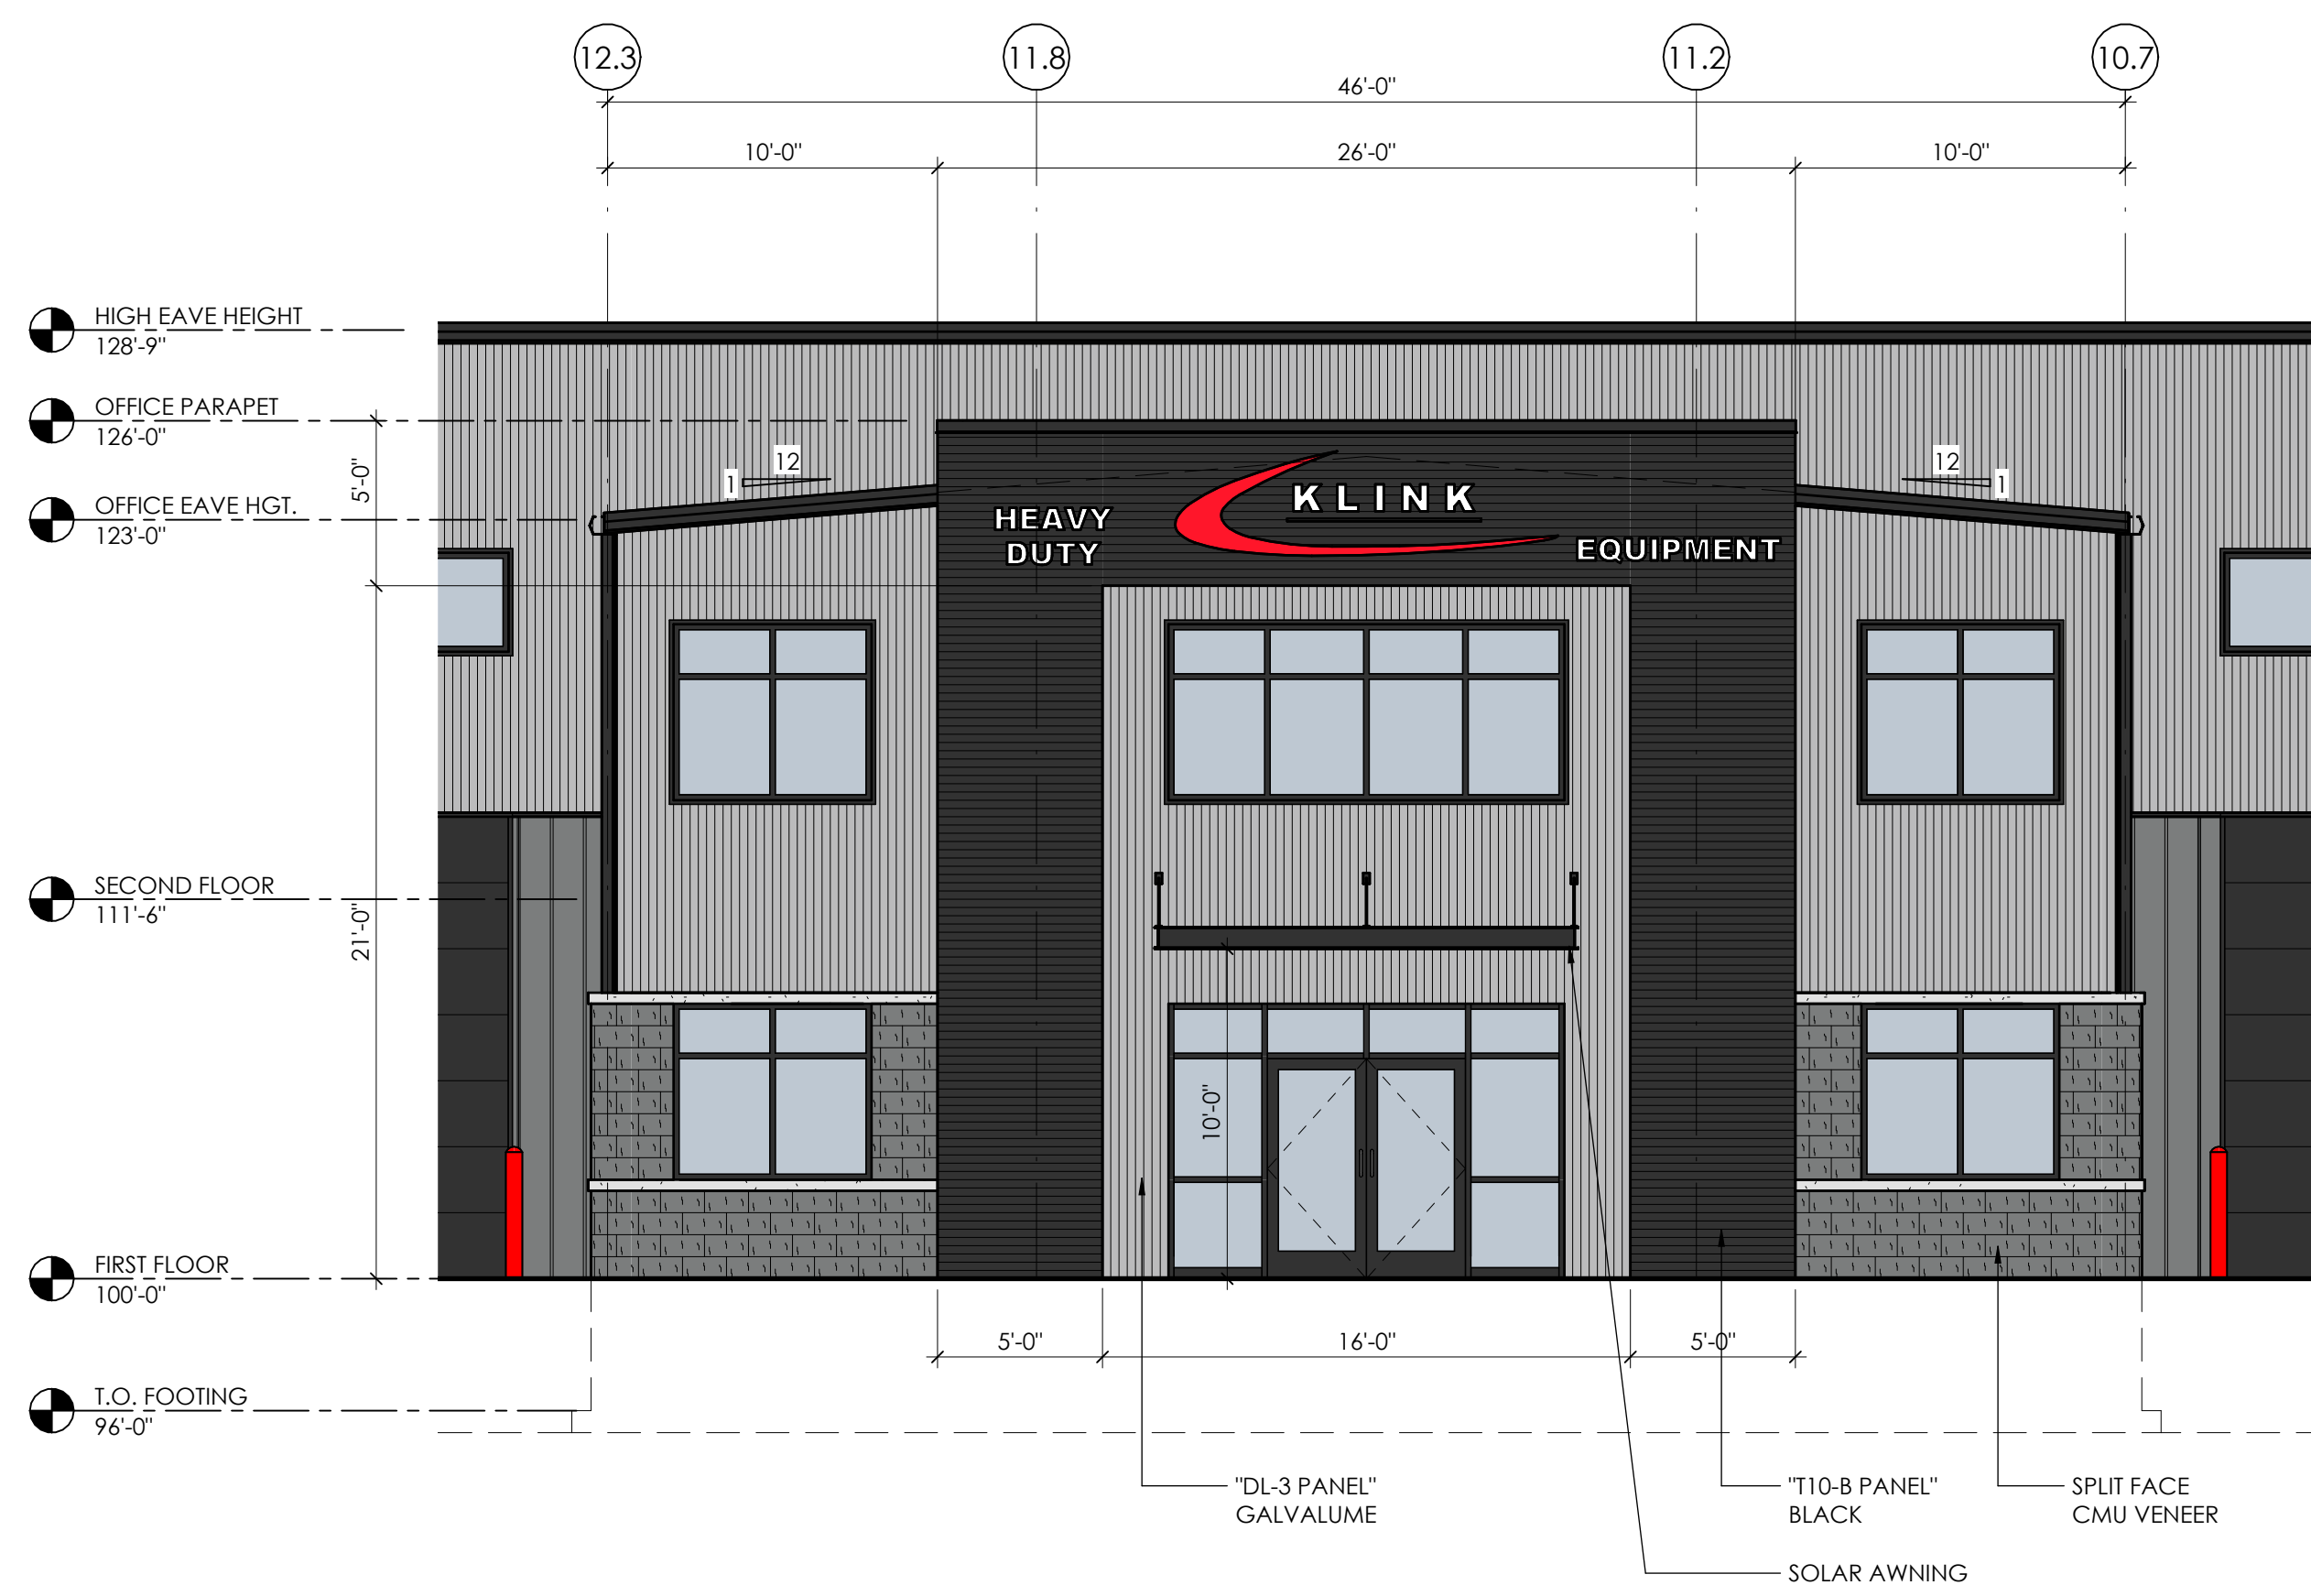 12.3
11.8
11.2
10.7
46'-0"
10'-0"
26'-0"
10'-0"
HIGH EAVE HEIGHT
128'-9"
OFFICE PARAPET
126'-0"
5'-0"
12
1
12
1
OFFICE EAVE HGT.
123'-0"
KLINK
HEAVY
DUTY
EQUIPMENT
SECOND FLOOR
111'-6"
21'-0"
10'-0"
FIRST FLOOR
100'-0"
5'-0"
16'-0"
5'-0"
T.O. FOOTING
96'-0"
"DL-3 PANEL"
GALVALUME
"T10-B PANEL"
BLACK
SPLIT FACE
CMU VENEER
SOLAR AWNING